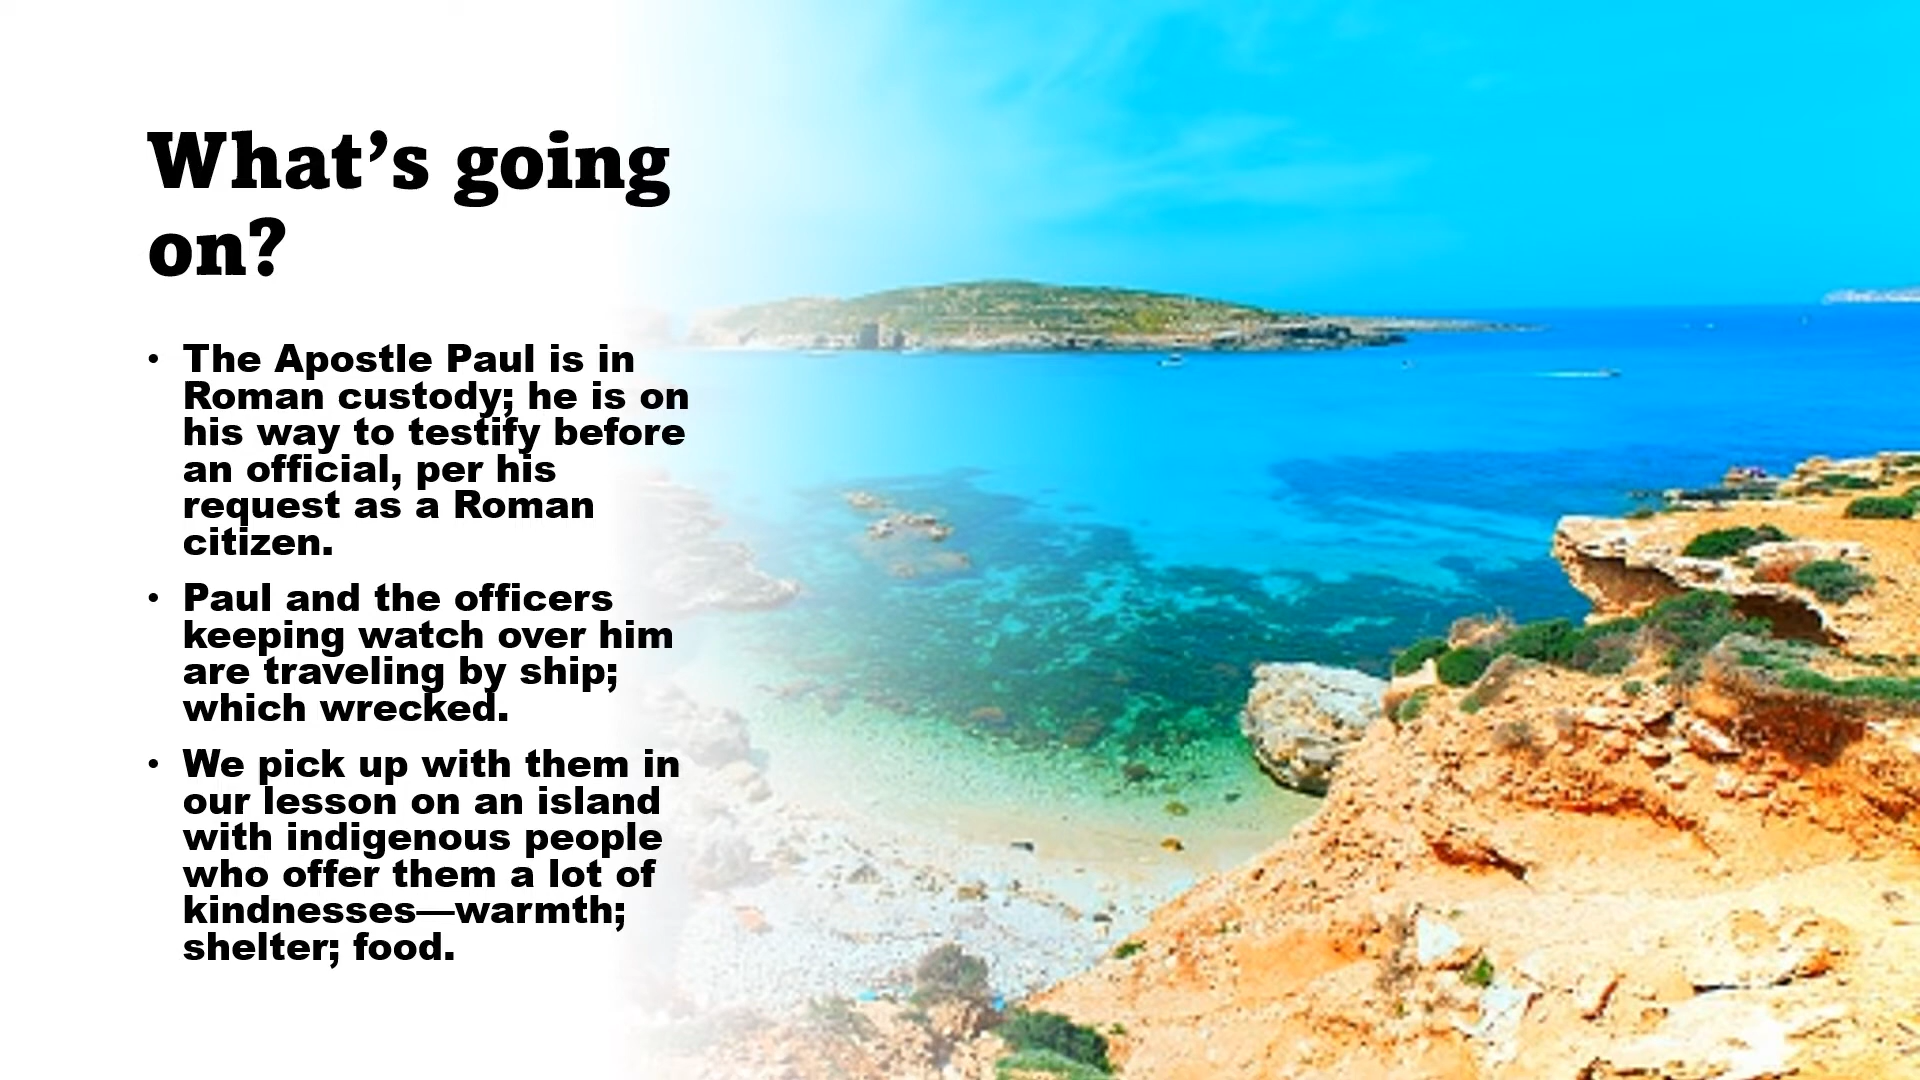 What’s going
on?
• The Apostle Paul is in
Roman custody; he is on
his way to testify before
an official, per his
request as a Roman
citizen.
• Paul and the officers
keeping watch over him
are traveling by ship;
which wrecked.
• We pick up with them in
our lesson on an island
with indigenous people
who offer them a lot of
kindnesses—warmth;
shelter; food.